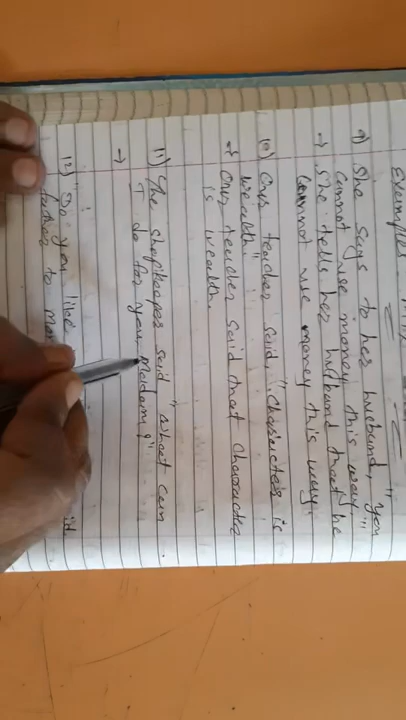 Examples
9) She says to her husband, "You
cannot use money this way."
→ She tells her husband that he
cannot use money this way.
10) Our teacher said, "Character is
wealth."
→ Our teacher said that character
is wealth.
11) The shopkeeper said "What can
I do for you, Madam?"
→
12) "Do you like